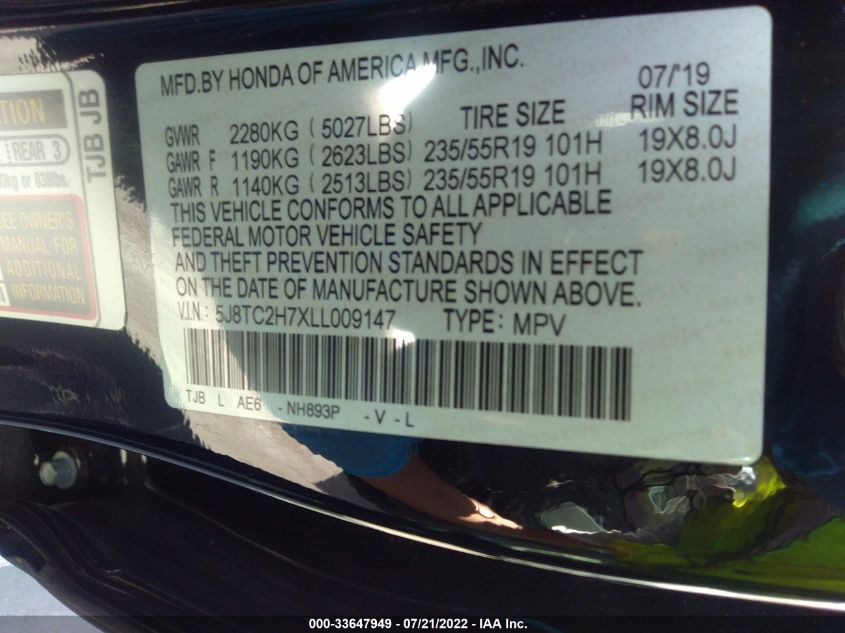 MFD.BY HONDA OF AMERICA MFG.,INC. 07/'19
TIRE SIZE RIM SIZE
GVWR 2280KG ( 5027LBS)
GAWR F 1190KG ( 2623LBS) 235/55R19 101H 19X8.0J
GAWR R 1140KG ( 2513LBS) 235/55R19 101H 19X8.0J
THIS VEHICLE CONFORMS TO ALL APPLICABLE
FEDERAL MOTOR VEHICLE SAFETY
AND THEFT PREVENTION STANDARDS IN EFFECT
ON THE DATE OF MANUFACTURE SHOWN ABOVE.
V.I.N.: 5J8TC2H7XLL009147 TYPE: MPV
TJB L AE6 - NH893P - V - L
REAR 3
or 838lbs.
TJB JB
OWNER'S
MANUAL FOR
ADDITIONAL
INFORMATION
000-33647949 - 07/21/2022 - IAA Inc.